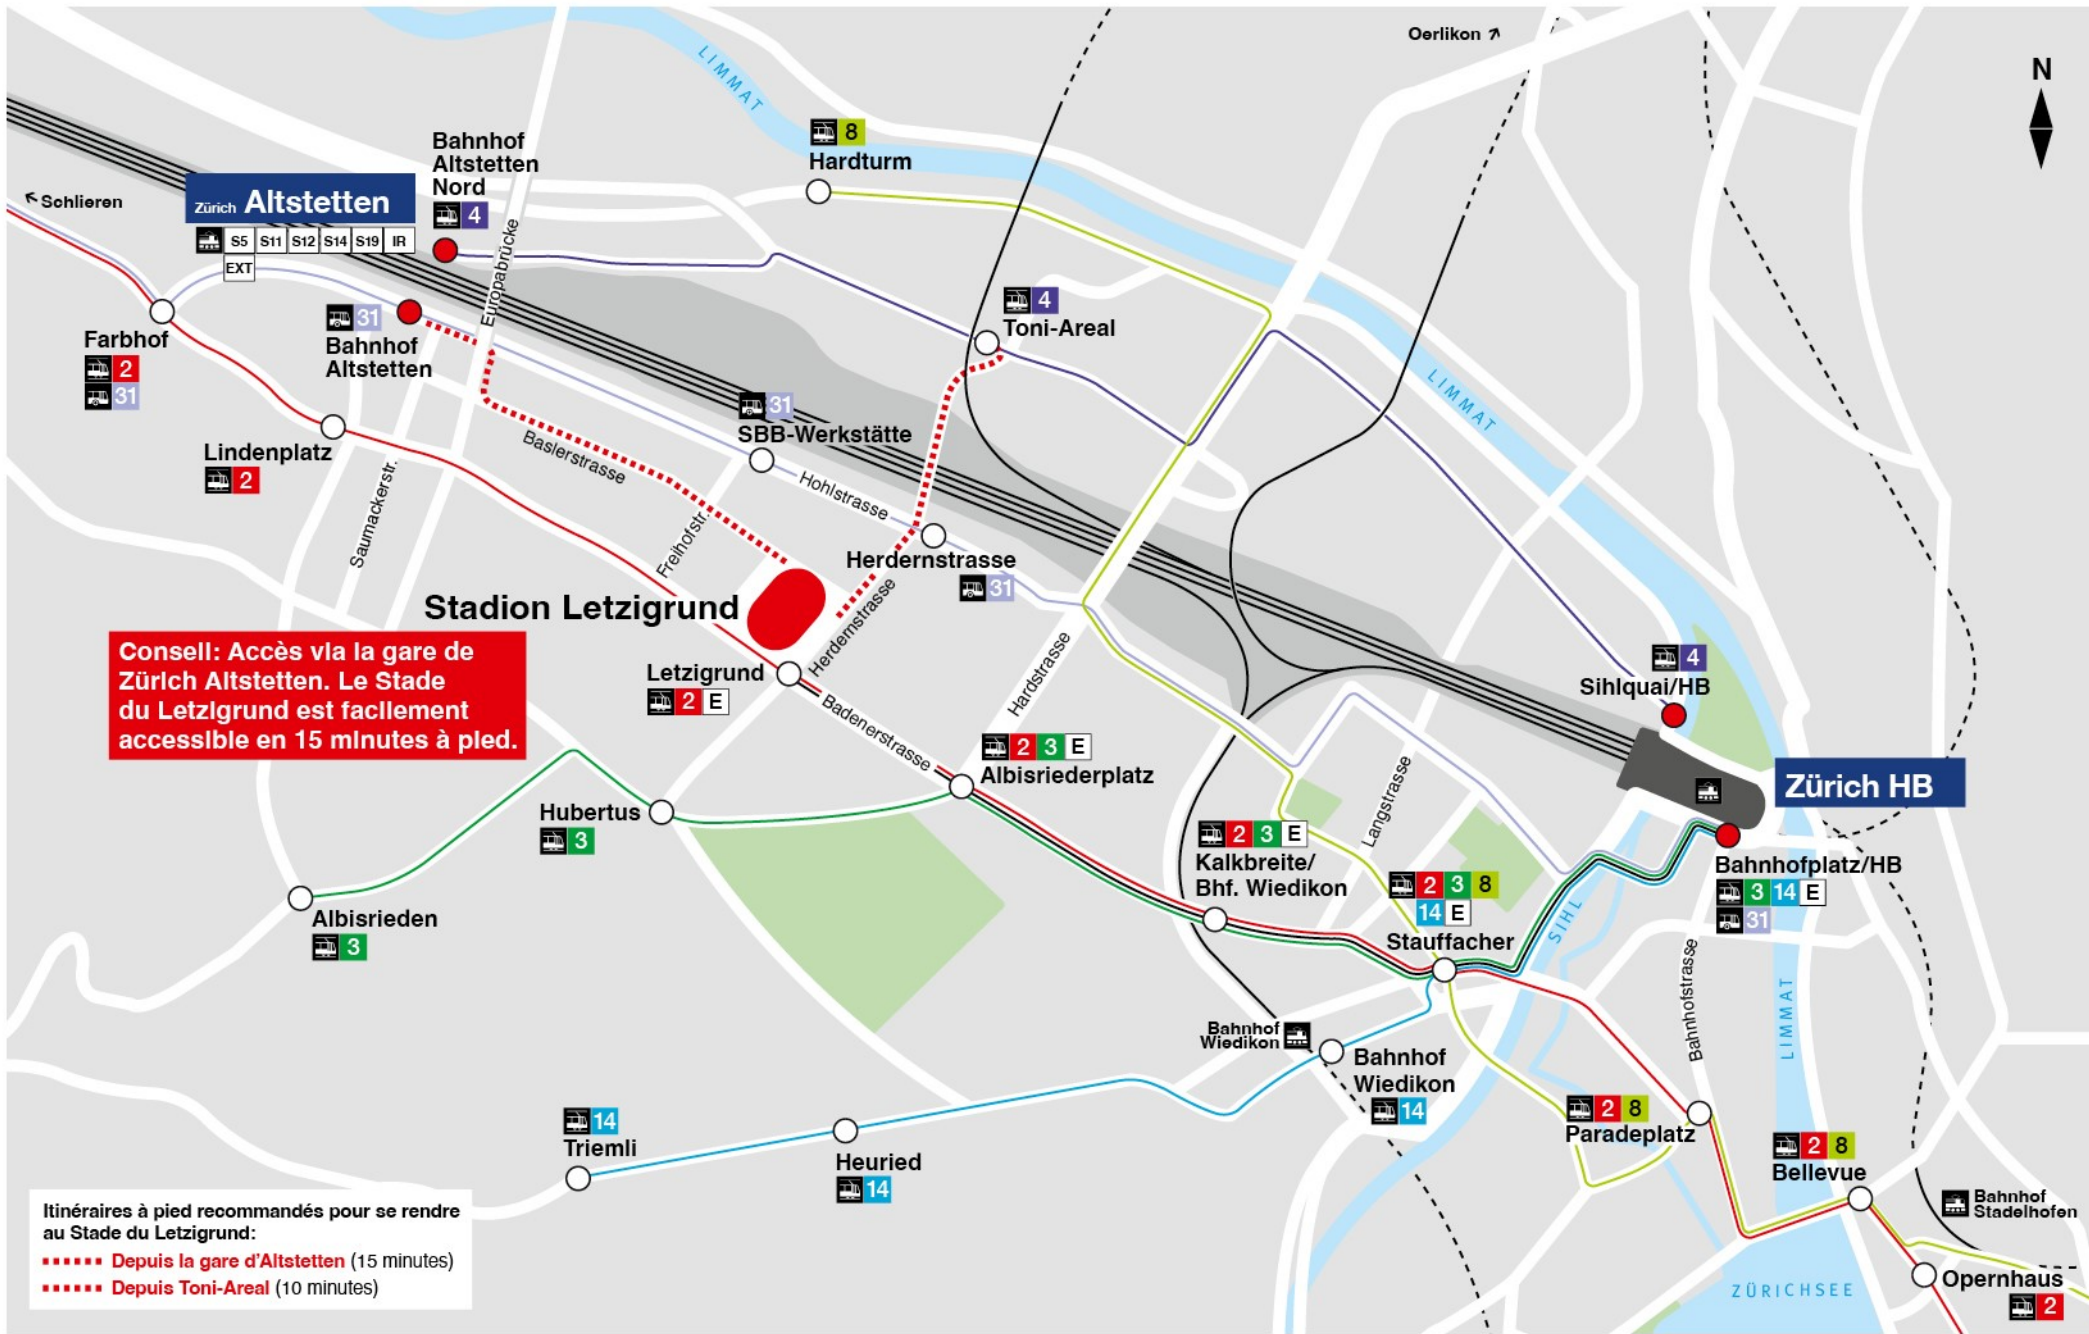 Oerlikon
N
LIMMAT
8
Hardturm
Bahnhof
Altstetten
Nord
4
Schlieren
Zürich Altstetten
S5 S11 S12 S14 S19 IR
EXT
Europabrücke
4
Toni-Areal
31
Bahnhof
Altstetten
Farbhof
2
31
LIMMAT
31
SBB-Werkstätte
Lindenplatz
2
Baslerstrasse
Hohlstrasse
Saumackerstr.
Freihofstr.
Herdernstrasse
31
Stadion Letzigrund
Herdernstrasse
Conseil: Accès via la gare de
Zürich Altstetten. Le Stade
du Letzigrund est facilement
accessible en 15 minutes à pied.
Letzigrund
2 E
Hardstrasse
4
Sihlquai/HB
Badenerstrasse
2 3 E
Albisriederplatz
Langstrasse
Zürich HB
Hubertus
3
2 3 E
Kalkbreite/
Bhf. Wiedikon
2 3 8
14 E
Stauffacher
Bahnhofplatz/HB
3 14 E
31
SIHL
Albisrieden
3
Bahnhofstrasse
LIMMAT
Bahnhof
Wiedikon
Bahnhof
Wiedikon
14
14
Triemli
Heuried
14
2 8
Paradeplatz
2 8
Bellevue
Bahnhof
Stadelhofen
Opernhaus
2
ZÜRICHSEE
Itinéraires à pied recommandés pour se rendre
au Stade du Letzigrund:
Depuis la gare d'Altstetten (15 minutes)
Depuis Toni-Areal (10 minutes)